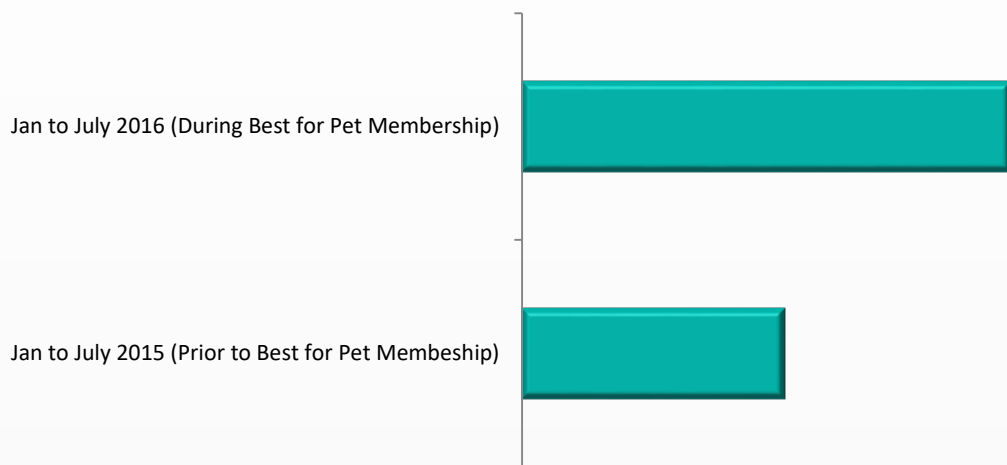 Jan to July 2016 (During Best for Pet Membership)
Jan to July 2015 (Prior to Best for Pet Membeship)